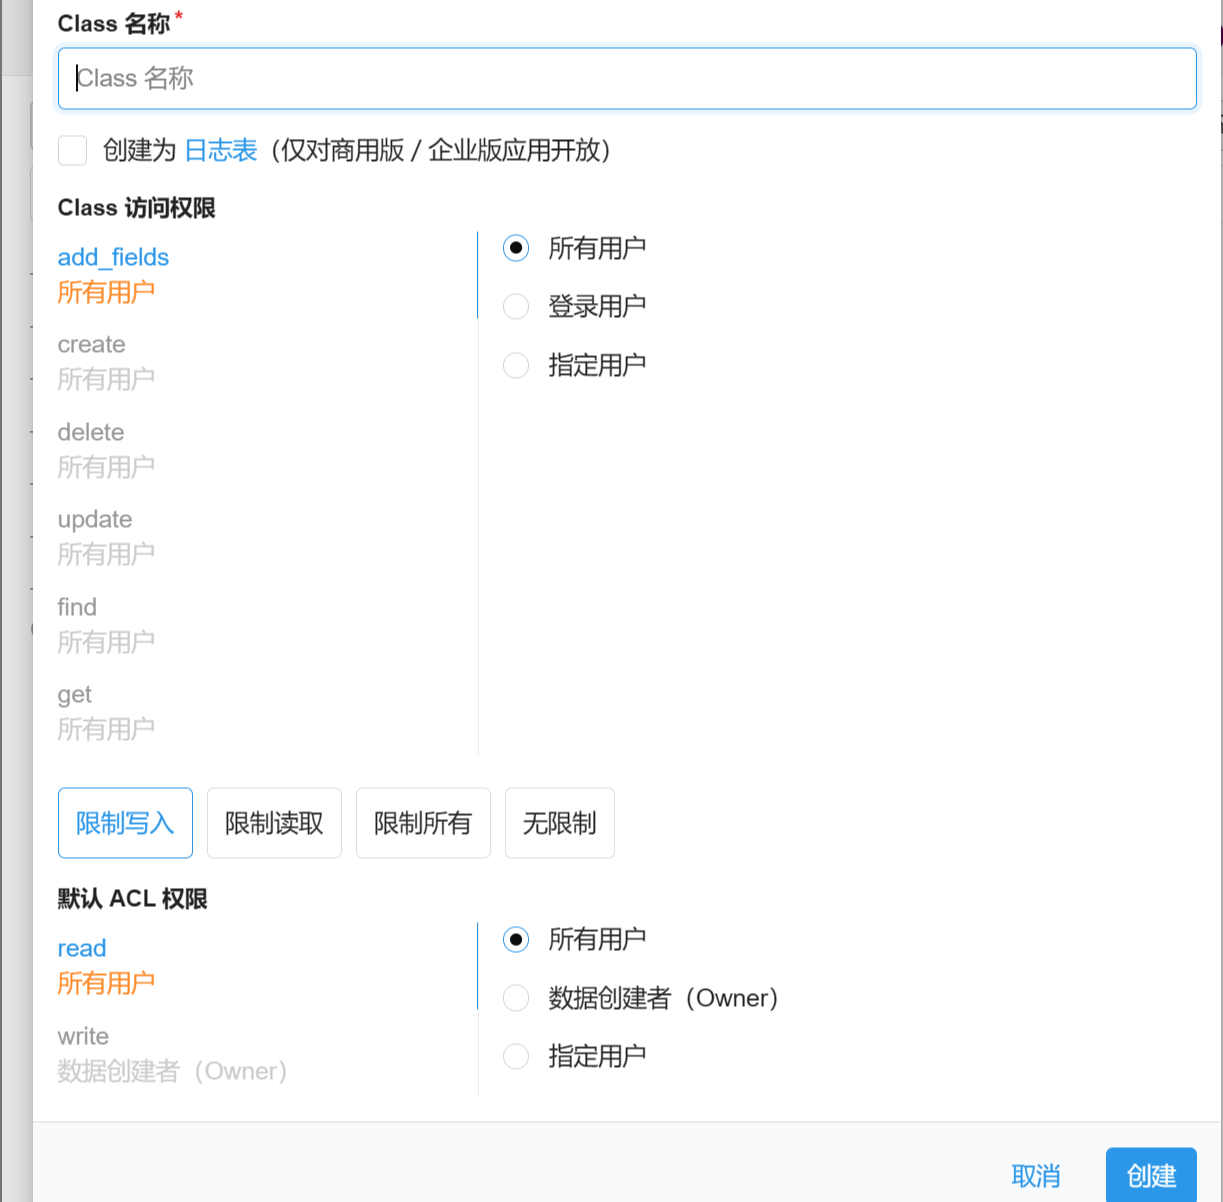 Class 名称 *
Class 名称
创建为 日志表（仅对商用版 / 企业版应用开放）
Class 访问权限
add_fields
所有用户
create
所有用户
delete
所有用户
update
所有用户
find
所有用户
get
所有用户
所有用户
登录用户
指定用户
限制写入 限制读取 限制所有 无限制
默认 ACL 权限
read
所有用户
write
数据创建者（Owner）
所有用户
数据创建者（Owner）
指定用户
取消 创建